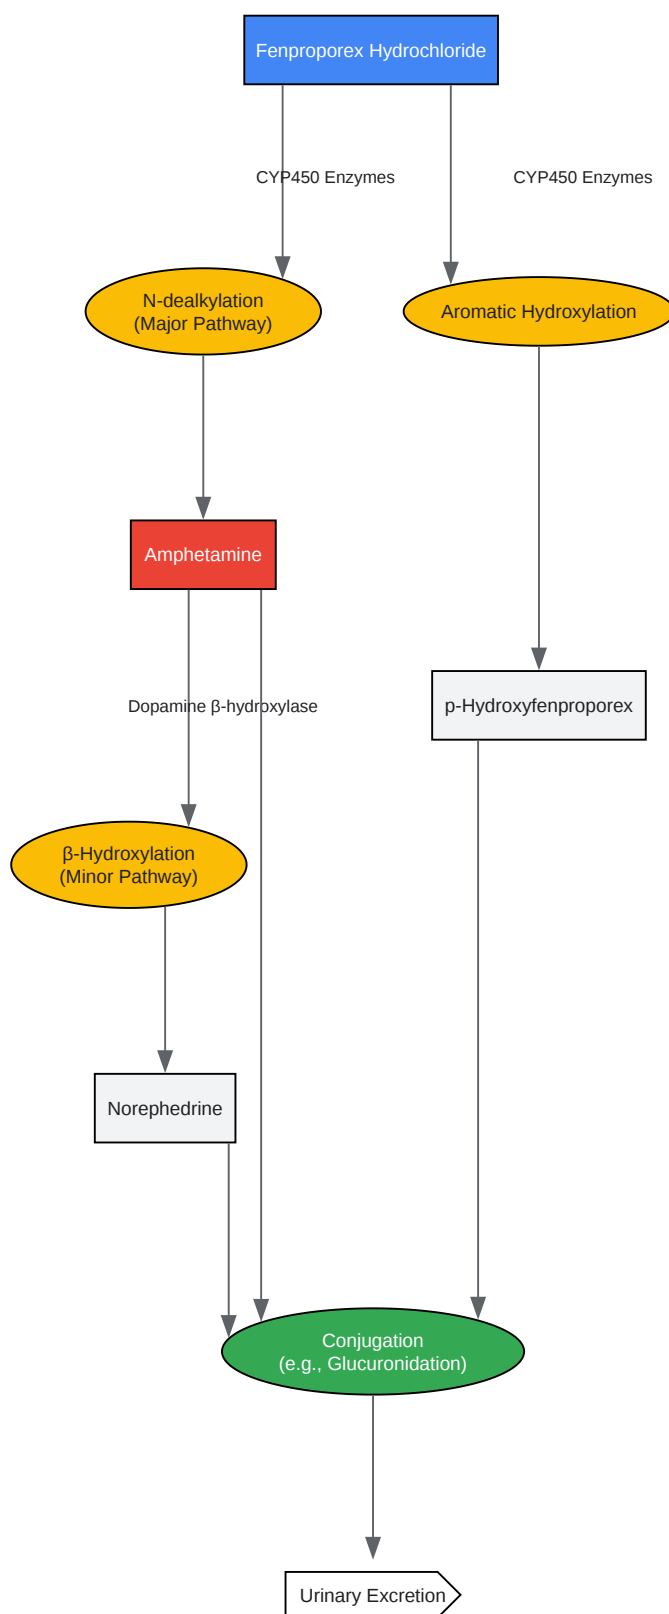 Fenproporex Hydrochloride
CYP450 Enzymes
CYP450 Enzymes
N-dealkylation
(Major Pathway)
Aromatic Hydroxylation
Amphetamine
Dopamine β-hydroxylase
p-Hydroxyfenproporex
β-Hydroxylation
(Minor Pathway)
Norephedrine
Conjugation
(e.g., Glucuronidation)
Urinary Excretion